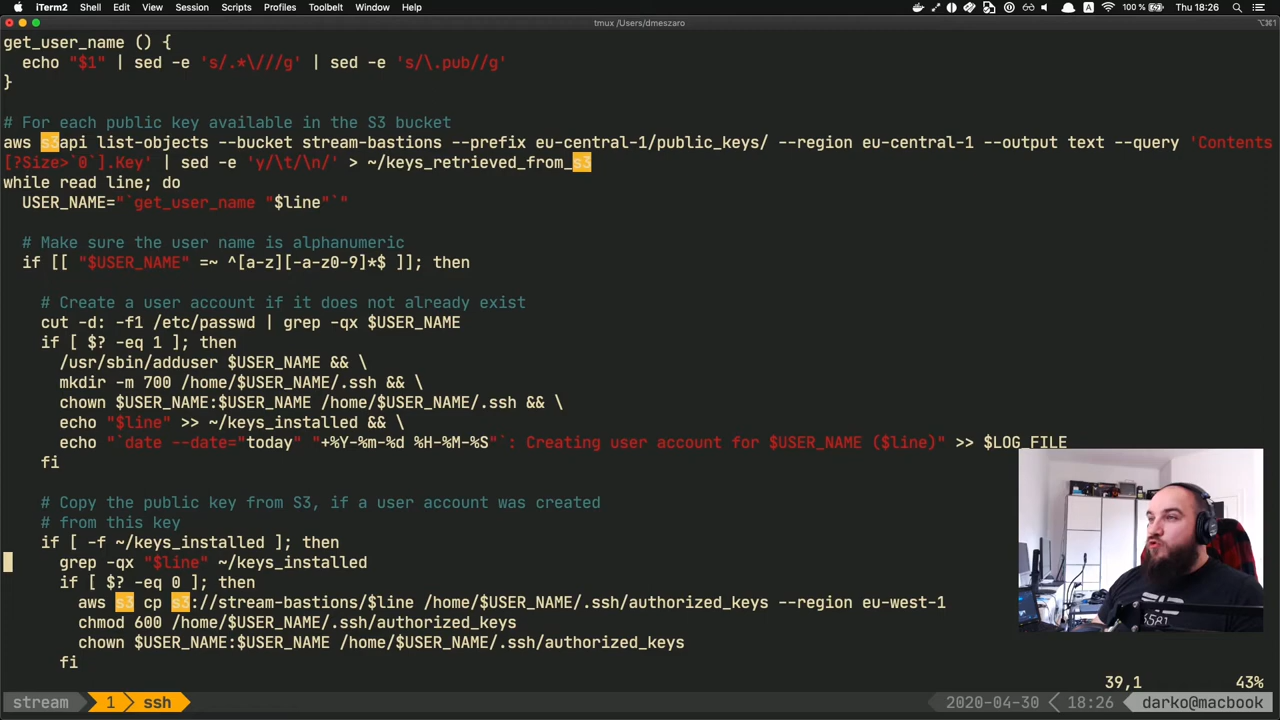 iTerm2 Shell Edit View Session Scripts Profiles Toolbelt Window Help 100 % Thu 18:26
tmux /Users/dmeszaro
⌥⌘1
get_user_name () {
echo "$1" | sed -e 's/.*\///g' | sed -e 's/\.pub//g'
}
# For each public key available in the S3 bucket
aws s3api list-objects --bucket stream-bastions --prefix eu-central-1/public_keys/ --region eu-central-1 --output text --query 'Contents
[?Size>`0`].Key' | sed -e 'y/\t/\n/' > ~/keys_retrieved_from_s3
while read line; do
USER_NAME="`get_user_name "$line"`"
# Make sure the user name is alphanumeric
if [[ "$USER_NAME" =~ ^[a-z][-a-z0-9]*$ ]]; then
# Create a user account if it does not already exist
cut -d: -f1 /etc/passwd | grep -qx $USER_NAME
if [ $? -eq 1 ]; then
/usr/sbin/adduser $USER_NAME && \
mkdir -m 700 /home/$USER_NAME/.ssh && \
chown $USER_NAME:$USER_NAME /home/$USER_NAME/.ssh && \
echo "$line" >> ~/keys_installed && \
echo "`date --date="today" "+%Y-%m-%d %H-%M-%S"`: Creating user account for $USER_NAME ($line)" >> $LOG_FILE
fi
# Copy the public key from S3, if a user account was created
# from this key
if [ -f ~/keys_installed ]; then
grep -qx "$line" ~/keys_installed
if [ $? -eq 0 ]; then
aws s3 cp s3://stream-bastions/$line /home/$USER_NAME/.ssh/authorized_keys --region eu-west-1
chmod 600 /home/$USER_NAME/.ssh/authorized_keys
chown $USER_NAME:$USER_NAME /home/$USER_NAME/.ssh/authorized_keys
fi
39,1 43%
stream 1 ssh 2020-04-30 18:26 darko@macbook